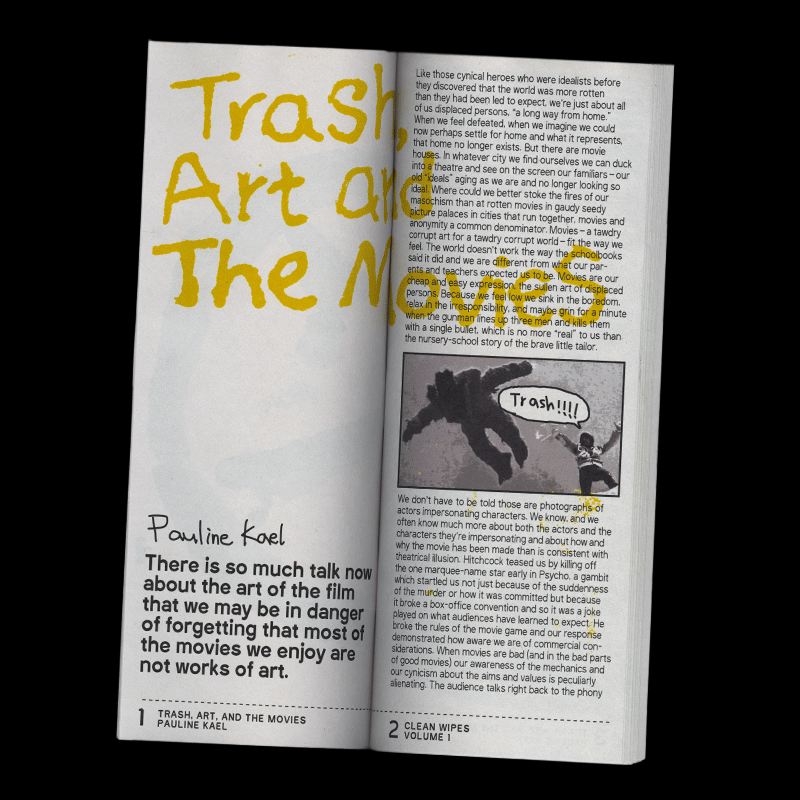 Trash,
Art and
The Movies
Pauline Kael
There is so much talk now
about the art of the film
that we may be in danger
of forgetting that most of
the movies we enjoy are
not works of art.
1 TRASH, ART, AND THE MOVIES
PAULINE KAEL
Like those cynical heroes who were idealists before
they discovered that the world was more rotten
than they had been led to expect, we're just about all
of us displaced persons, “a long way from home.”
When we feel defeated, when we imagine we could
now perhaps settle for home and what it represents,
that home no longer exists. But there are movie
houses. In whatever city we find ourselves we can duck
into a theatre and see on the screen our familiars – our
old “ideals” aging as we are and no longer looking so
ideal. Where could we better stoke the fires of our
masochism than at rotten movies in gaudy seedy
picture palaces in cities that run together, movies and
anonymity a common denominator. Movies – a tawdry
corrupt art for a tawdry corrupt world – fit the way we
feel. The world doesn't work the way the schoolbooks
said it did and we are different from what our par-
ents and teachers expected us to be. Movies are our
cheap and easy expression, the sullen art of displaced
persons. Because we feel low we sink in the boredom,
relax in the irresponsibility, and maybe grin for a minute
when the gunman lines up three men and kills them
with a single bullet, which is no more “real” to us than
the nursery-school story of the brave little tailor.
Trash!!!!
We don't have to be told those are photographs of
actors impersonating characters. We know, and we
often know much more about both the actors and the
characters they're impersonating and about how and
why the movie has been made than is consistent with
theatrical illusion. Hitchcock teased us by killing off
the one marquee-name star early in Psycho, a gambit
which startled us not just because of the suddenness
of the murder or how it was committed but because
it broke a box-office convention and so it was a joke
played on what audiences have learned to expect. He
broke the rules of the movie game and our response
demonstrated how aware we are of commercial con-
siderations. When movies are bad (and in the bad parts
of good movies) our awareness of the mechanics and
our cynicism about the aims and values is peculiarly
alienating. The audience talks right back to the phony
2 CLEAN WIPES
VOLUME 1